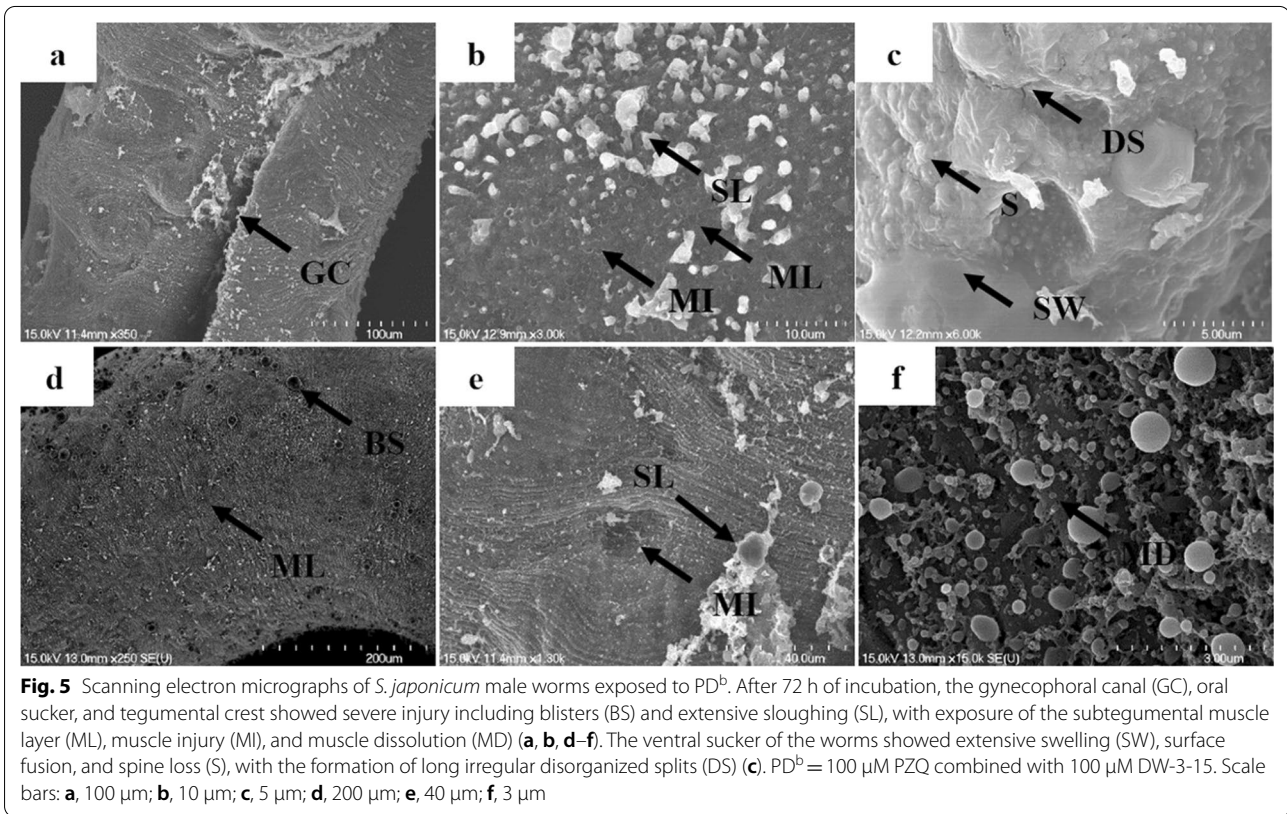 a
GC
15.0kV 11.4mm x350
100um
b
SL
ML
MI
15.0kV 12.9mm x3.00k
10.0um
c
DS
S
SW
15.0kV 12.2mm x6.00k
5.00um
d
BS
ML
15.0kV 13.0mm x250 SE(U)
200um
e
SL
MI
15.0kV 11.4mm x1.30k
40.0um
f
MD
15.0kV 13.0mm x15.0k SE(U)
3.00um
Fig. 5 Scanning electron micrographs of S. japonicum male worms exposed to PDᵇ. After 72 h of incubation, the gynecophoral canal (GC), oral
sucker, and tegumental crest showed severe injury including blisters (BS) and extensive sloughing (SL), with exposure of the subtegumental muscle
layer (ML), muscle injury (MI), and muscle dissolution (MD) (a, b, d–f). The ventral sucker of the worms showed extensive swelling (SW), surface
fusion, and spine loss (S), with the formation of long irregular disorganized splits (DS) (c). PDᵇ = 100 μM PZQ combined with 100 μM DW-3-15. Scale
bars: a, 100 μm; b, 10 μm; c, 5 μm; d, 200 μm; e, 40 μm; f, 3 μm